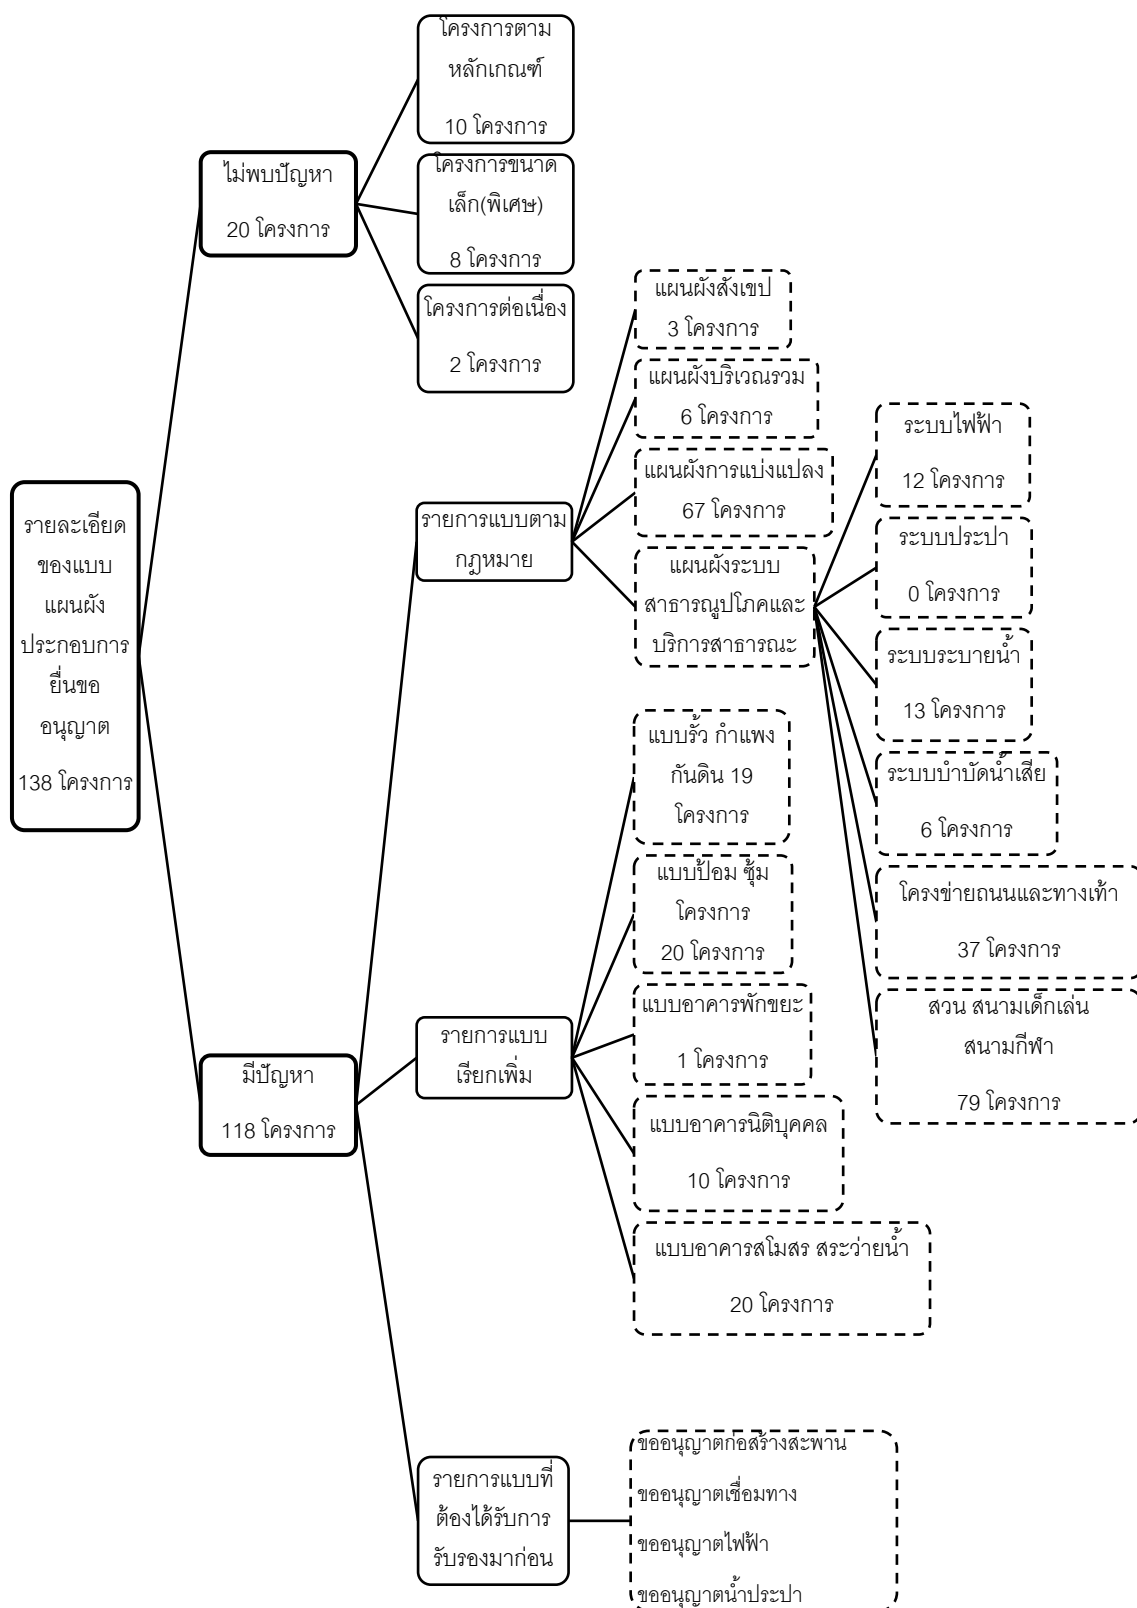 รายละเอียด
ของแบบ
แผนผัง
ประกอบการ
ยื่นขอ
อนุญาต
138 โครงการ
ไม่พบปัญหา
20 โครงการ
โครงการตาม
หลักเกณฑ์
10 โครงการ
โครงการขนาด
เล็ก(พิเศษ)
8 โครงการ
โครงการต่อเนื่อง
2 โครงการ
มีปัญหา
118 โครงการ
รายการแบบตาม
กฎหมาย
แผนผังสังเขป
3 โครงการ
แผนผังบริเวณรวม
6 โครงการ
แผนผังการแบ่งแปลง
67 โครงการ
แผนผังระบบ
สาธารณูปโภคและ
บริการสาธารณะ
ระบบไฟฟ้า
12 โครงการ
ระบบประปา
0 โครงการ
ระบบระบายน้ำ
13 โครงการ
ระบบบำบัดน้ำเสีย
6 โครงการ
โครงข่ายถนนและทางเท้า
37 โครงการ
สวน สนามเด็กเล่น
สนามกีฬา
79 โครงการ
รายการแบบ
เรียกเพิ่ม
แบบรั้ว กำแพง
กันดิน 19
โครงการ
แบบป้อม ซุ้ม
โครงการ
20 โครงการ
แบบอาคารพักขยะ
1 โครงการ
แบบอาคารนิติบุคคล
10 โครงการ
แบบอาคารสโมสร สระว่ายน้ำ
20 โครงการ
รายการแบบที่
ต้องได้รับการ
รับรองมาก่อน
ขออนุญาตก่อสร้างสะพาน
ขออนุญาตเชื่อมทาง
ขออนุญาตไฟฟ้า
ขออนุญาตน้ำประปา